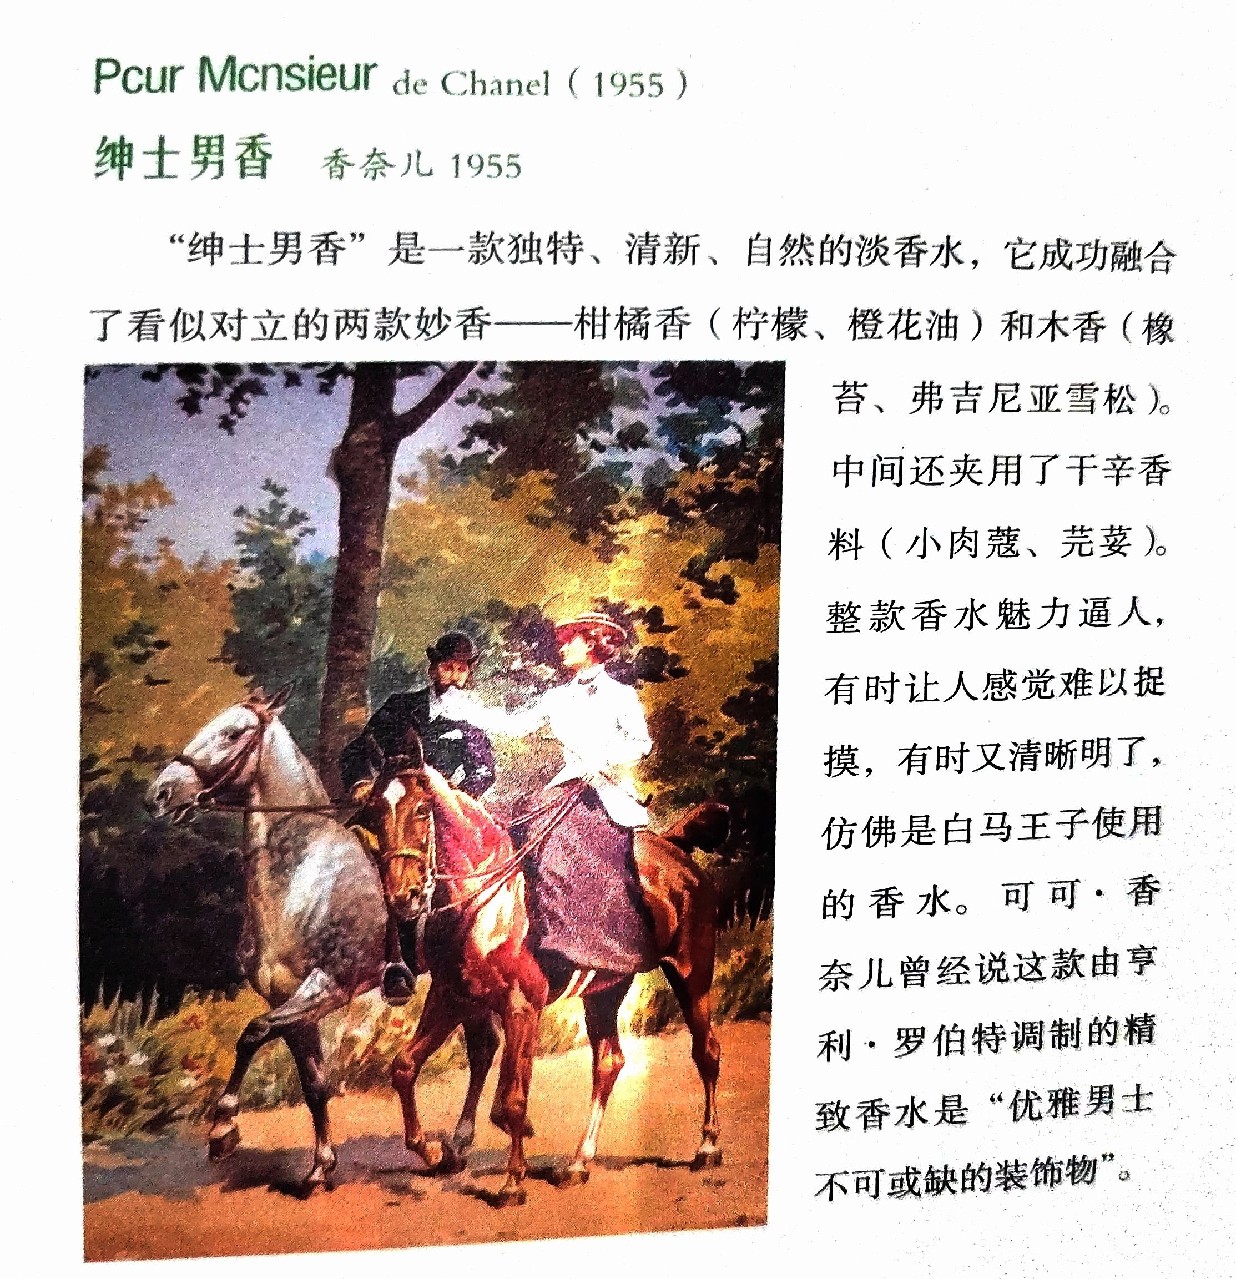 Pour Monsieur de Chanel（1955）
绅士男香 香奈儿 1955
“绅士男香”是一款独特、清新、自然的淡香水，它成功融合
了看似对立的两款妙香——柑橘香（柠檬、橙花油）和木香（橡
苔、弗吉尼亚雪松）。
中间还夹用了干辛香
料（小肉蔻、芫荽）。
整款香水魅力逼人，
有时让人感觉难以捉
摸，有时又清晰明了，
仿佛是白马王子使用
的香水。可可·香
奈儿曾经说这款由亨
利·罗伯特调制的精
致香水是“优雅男士
不可或缺的装饰物”。